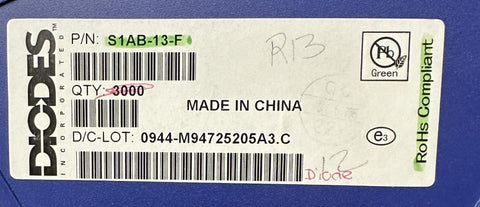 DIODES
INCORPORATED
P/N: S1AB-13-F
R13
Pb
Green
QTY: 3000
MADE IN CHINA
RoHs Compliant
D/C-LOT: 0944-M94725205A3.C
e3
12
Diode